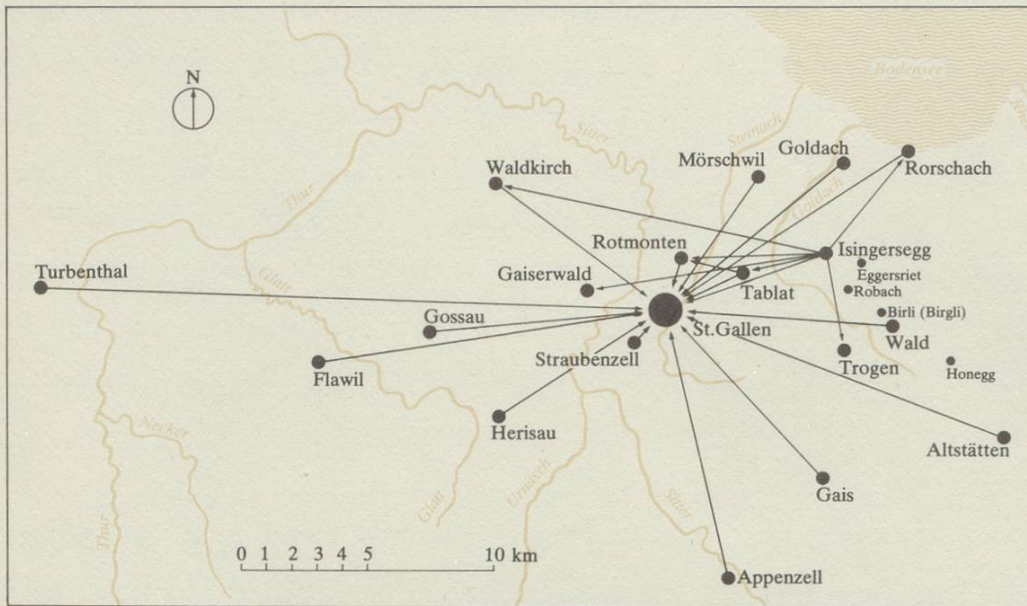 N
Bodensee
Sitter
Steinach
Goldach
Mörschwil
Rorschach
Waldkirch
Goldach
Thur
Rotmonten
Isingersegg
Turbenthal
Gaiserwald
Eggersriet
Tablat
Robach
Glatt
Gossau
Birli (Birgli)
St.Gallen
Wald
Straubenzell
Trogen
Honegg
Flawil
Herisau
Necker
Altstätten
Urnäsch
Gais
Glatt
Sitter
Thur
0 1 2 3 4 5 10 km
Appenzell